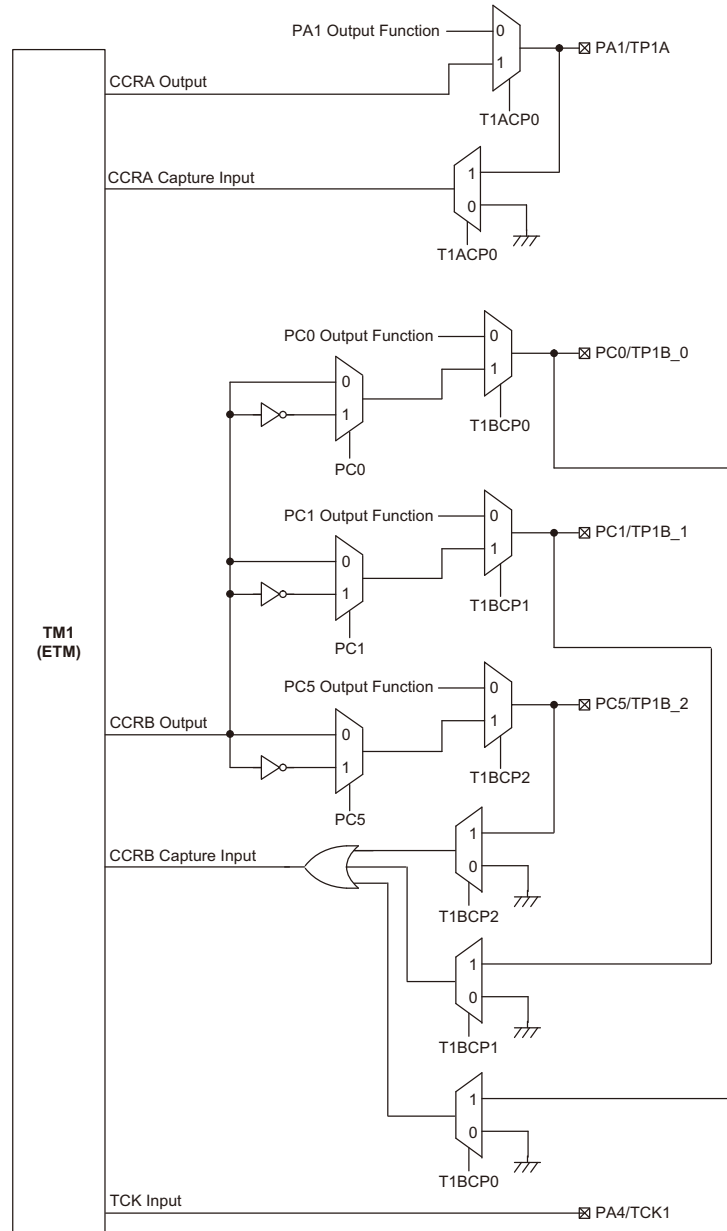 PA1 Output Function
0
1
PA1/TP1A
CCRA Output
T1ACP0
CCRA Capture Input
1
0
T1ACP0
PC0 Output Function
0
1
PC0/TP1B_0
0
1
T1BCP0
PC0
PC1 Output Function
0
1
PC1/TP1B_1
0
1
T1BCP1
PC1
TM1
(ETM)
PC5 Output Function
0
1
PC5/TP1B_2
CCRB Output
0
1
T1BCP2
PC5
CCRB Capture Input
1
0
T1BCP2
1
0
T1BCP1
1
0
T1BCP0
TCK Input
PA4/TCK1